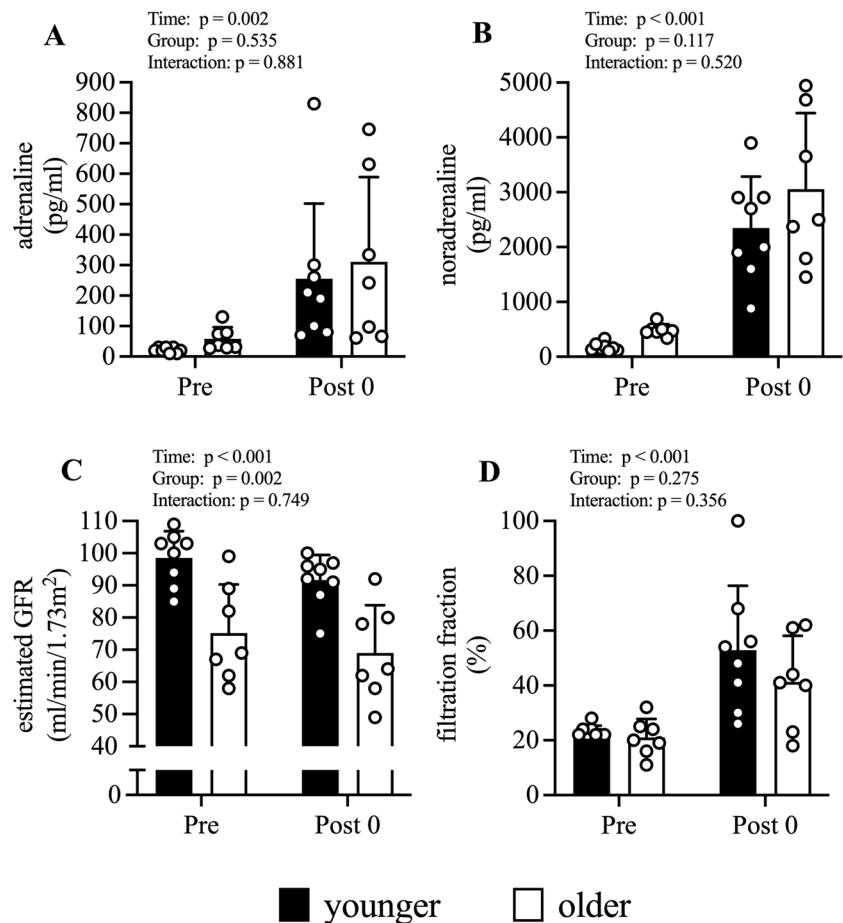 A
Time: p = 0.002
Group: p = 0.535
Interaction: p = 0.881
adrenaline
(pg/ml)
900
800
700
600
500
400
300
200
100
0
Pre
Post 0
B
Time: p < 0.001
Group: p = 0.117
Interaction: p = 0.520
noradrenaline
(pg/ml)
5000
4000
3000
2000
1000
0
Pre
Post 0
C
Time: p < 0.001
Group: p = 0.002
Interaction: p = 0.749
estimated GFR
(ml/min/1.73m²)
110
100
90
80
70
60
50
40
0
Pre
Post 0
D
Time: p < 0.001
Group: p = 0.275
Interaction: p = 0.356
filtration fraction
(%)
100
80
60
40
20
0
Pre
Post 0
younger
older